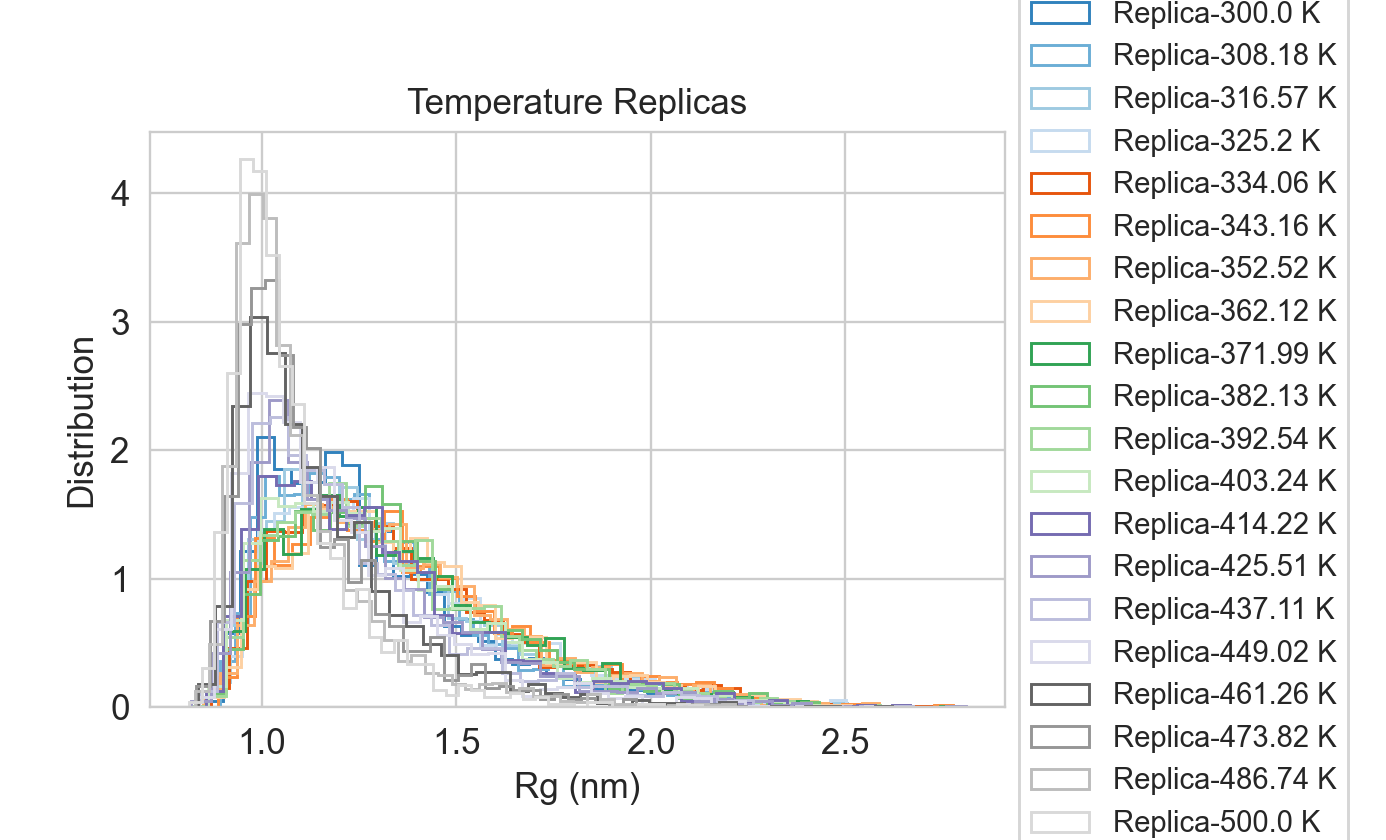 Temperature Replicas
Distribution
4
3
2
1
0
1.0
1.5
2.0
2.5
Rg (nm)
Replica-300.0 K
Replica-308.18 K
Replica-316.57 K
Replica-325.2 K
Replica-334.06 K
Replica-343.16 K
Replica-352.52 K
Replica-362.12 K
Replica-371.99 K
Replica-382.13 K
Replica-392.54 K
Replica-403.24 K
Replica-414.22 K
Replica-425.51 K
Replica-437.11 K
Replica-449.02 K
Replica-461.26 K
Replica-473.82 K
Replica-486.74 K
Replica-500.0 K